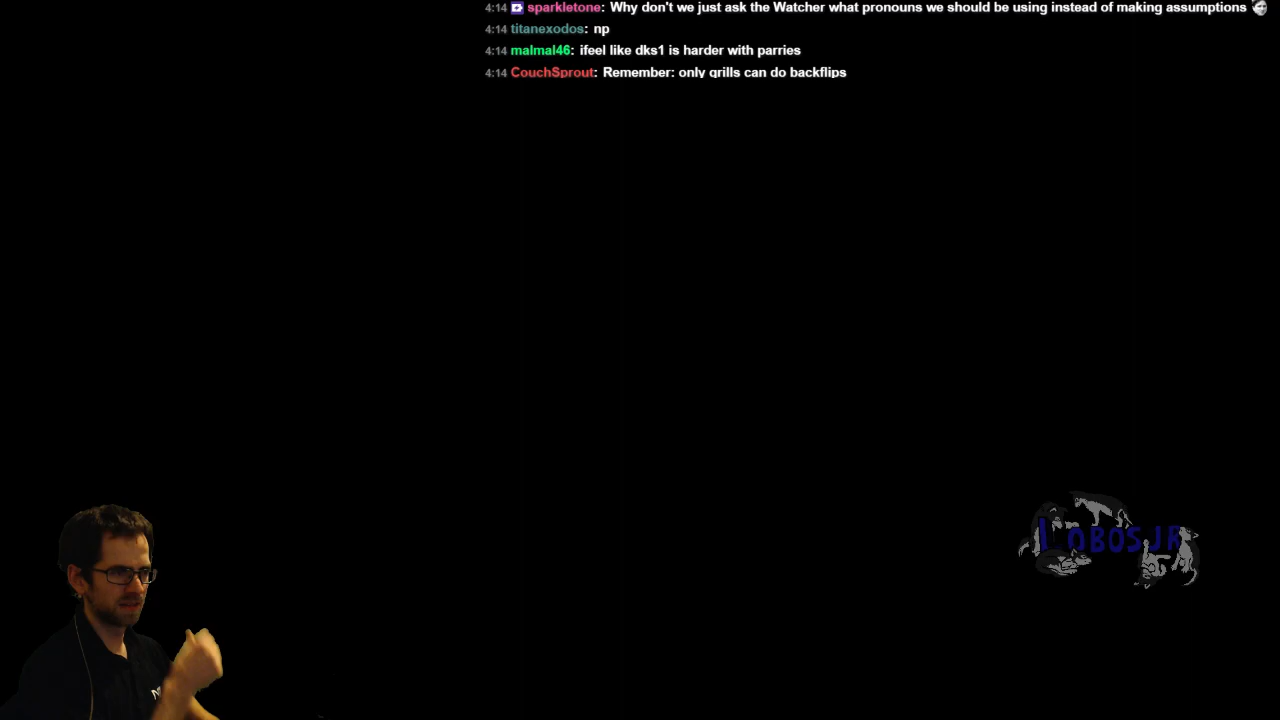 4:14 sparkletone: Why don't we just ask the Watcher what pronouns we should be using instead of making assumptions
4:14 titanexodos: np
4:14 malmal46: ifeel like dks1 is harder with parries
4:14 CouchSprout: Remember: only grills can do backflips
LOBOSJR